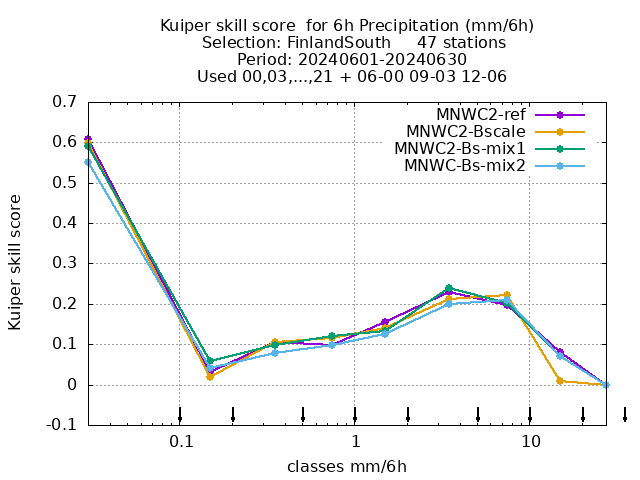 Kuiper skill score  for 6h Precipitation (mm/6h)
Selection: FinlandSouth     47 stations
Period: 20240601-20240630
Used 00,03,...,21 + 06-00 09-03 12-06
MNWC2-ref
MNWC2-Bscale
MNWC2-Bs-mix1
MNWC-Bs-mix2
Kuiper skill score
0.7
0.6
0.5
0.4
0.3
0.2
0.1
0
-0.1
0.1 1 10
classes mm/6h